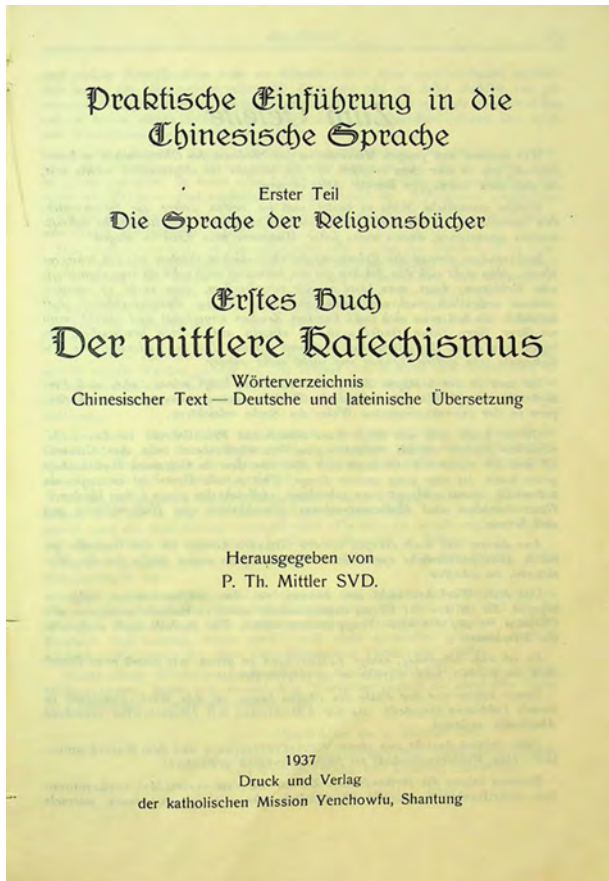 Praktische Einführung in die
Chinesische Sprache
Erster Teil
Die Sprache der Religionsbücher
Erstes Buch
Der mittlere Katechismus
Wörterverzeichnis
Chinesischer Text — Deutsche und lateinische Übersetzung
Herausgegeben von
P. Th. Mittler SVD.
1937
Druck und Verlag
der katholischen Mission Yenchowfu, Shantung